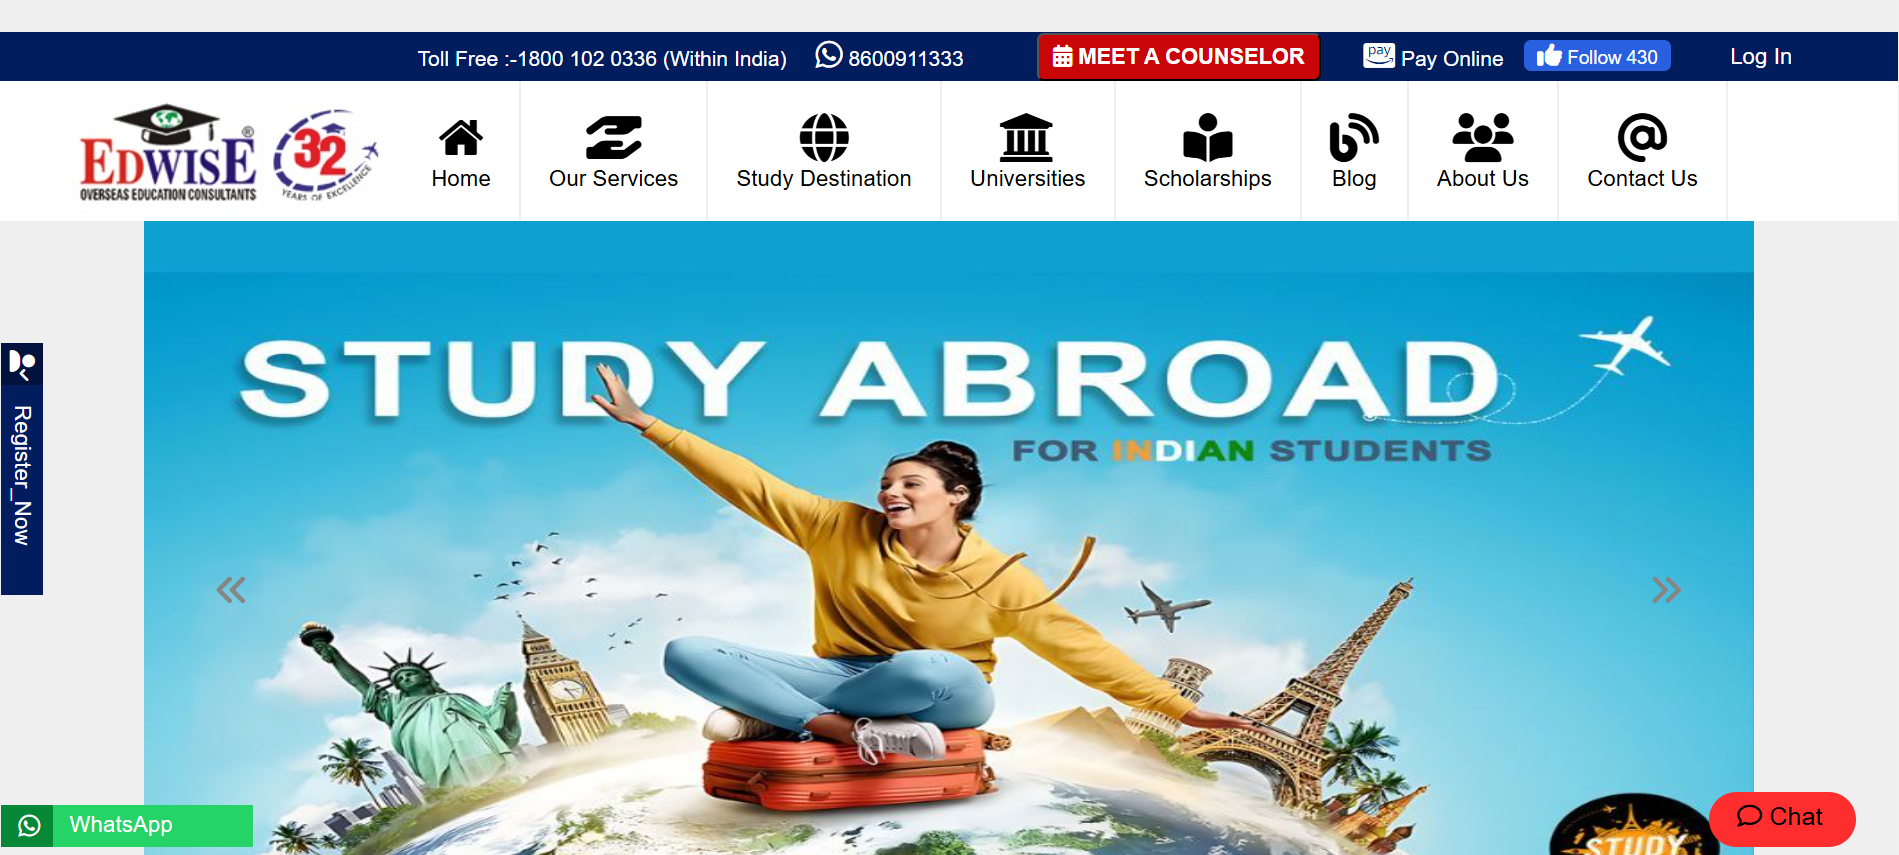 Toll Free :-1800 102 0336 (Within India)
8600911333
MEET A COUNSELOR
pay
Pay Online
Follow 430
Log In
EDWISE®
OVERSEAS EDUCATION CONSULTANTS
32
YEARS OF EXCELLENCE
Home
Our Services
Study Destination
Universities
Scholarships
Blog
About Us
Contact Us
STUDY ABROAD
FOR INDIAN STUDENTS
Register_Now
WhatsApp
STUDY
Chat